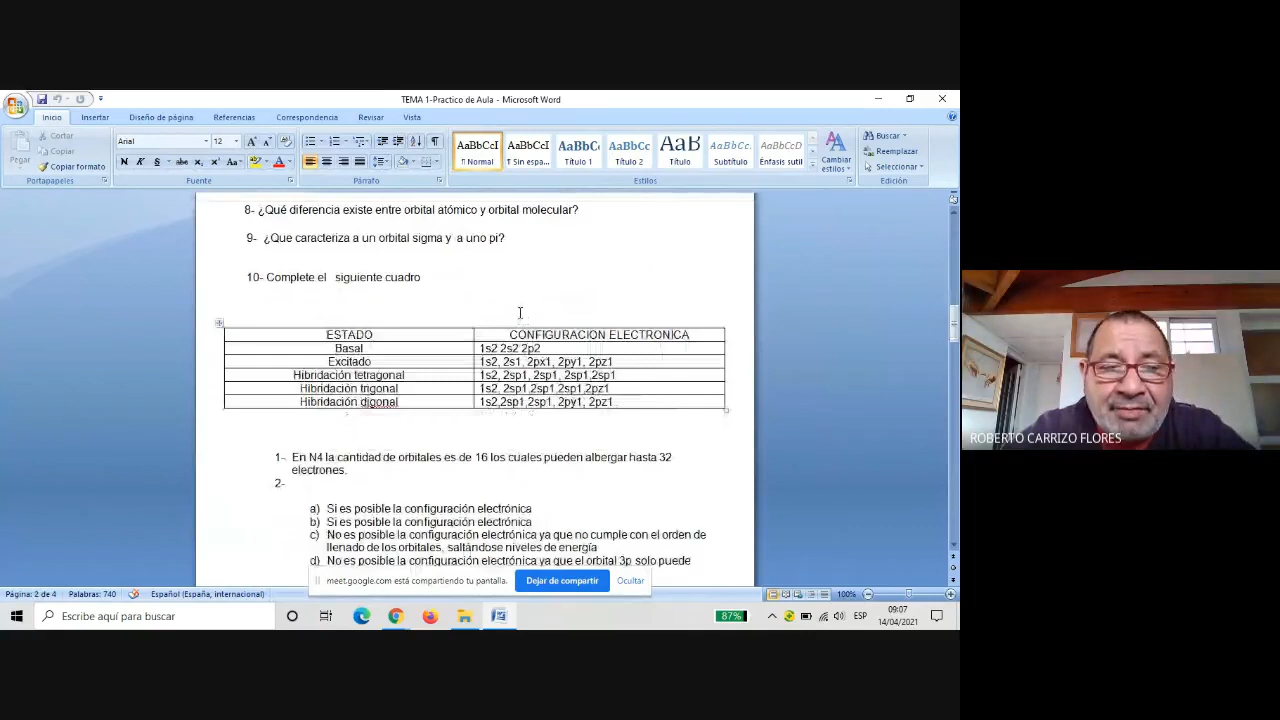 TEMA 1-Practico de Aula - Microsoft Word
Inicio Insertar Diseño de página Referencias Correspondencia Revisar Vista
Pegar
Cortar
Copiar
Copiar formato
Portapapeles
Arial 12
Fuente
Párrafo
AaBbCcI AaBbCcI AaBbC AaBbCc AaB AaBbCc. AaBbCcD
¶ Normal ¶ Sin espa... Título 1 Título 2 Título Subtítulo Énfasis sutil
Cambiar estilos
Estilos
Buscar
Reemplazar
Seleccionar
Edición
8- ¿Qué diferencia existe entre orbital atómico y orbital molecular?
9- ¿Que caracteriza a un orbital sigma y a uno pi?
10- Complete el siguiente cuadro
ESTADO CONFIGURACION ELECTRONICA
Basal 1s2 2s2 2p2
Excitado 1s2, 2s1, 2px1, 2py1, 2pz1
Hibridación tetragonal 1s2, 2sp1, 2sp1, 2sp1,2sp1
Hibridación trigonal 1s2, 2sp1,2sp1,2sp1,2pz1
Hibridación digonal 1s2,2sp1,2sp1, 2py1, 2pz1
1- En N4 la cantidad de orbitales es de 16 los cuales pueden albergar hasta 32
electrones.
2-
a) Si es posible la configuración electrónica
b) Si es posible la configuración electrónica
c) No es posible la configuración electrónica ya que no cumple con el orden de
llenado de los orbitales, saltándose niveles de energía
d) No es posible la configuración electrónica ya que el orbital 3p solo puede
meet.google.com está compartiendo tu pantalla. Dejar de compartir Ocultar
Página: 2 de 4 Palabras: 740 Español (España, internacional) 100%
Escribe aquí para buscar
87% ESP 09:07
14/04/2021
ROBERTO CARRIZO FLORES